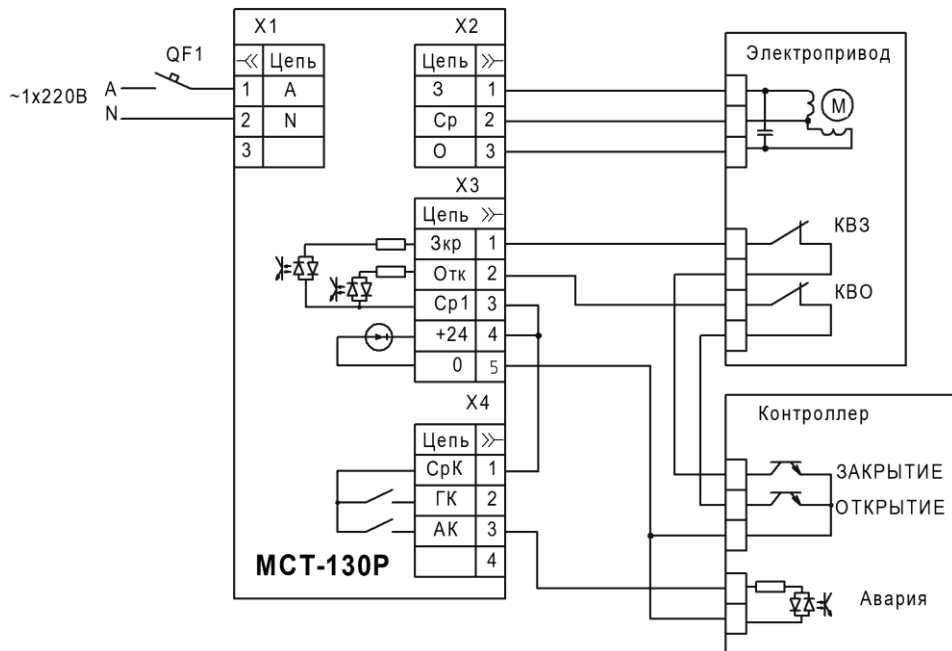 X1
X2
QF1
Цепь
Цепь
Электропривод
~1x220В
A
1
A
З
1
M
N
2
N
Ср
2
3
О
3
X3
Цепь
КВЗ
Зкр
1
Отк
2
КВО
Ср1
3
+24
4
0
5
X4
Контроллер
Цепь
СрК
1
ЗАКРЫТИЕ
ГК
2
ОТКРЫТИЕ
АК
3
МСТ-130Р
4
Авария